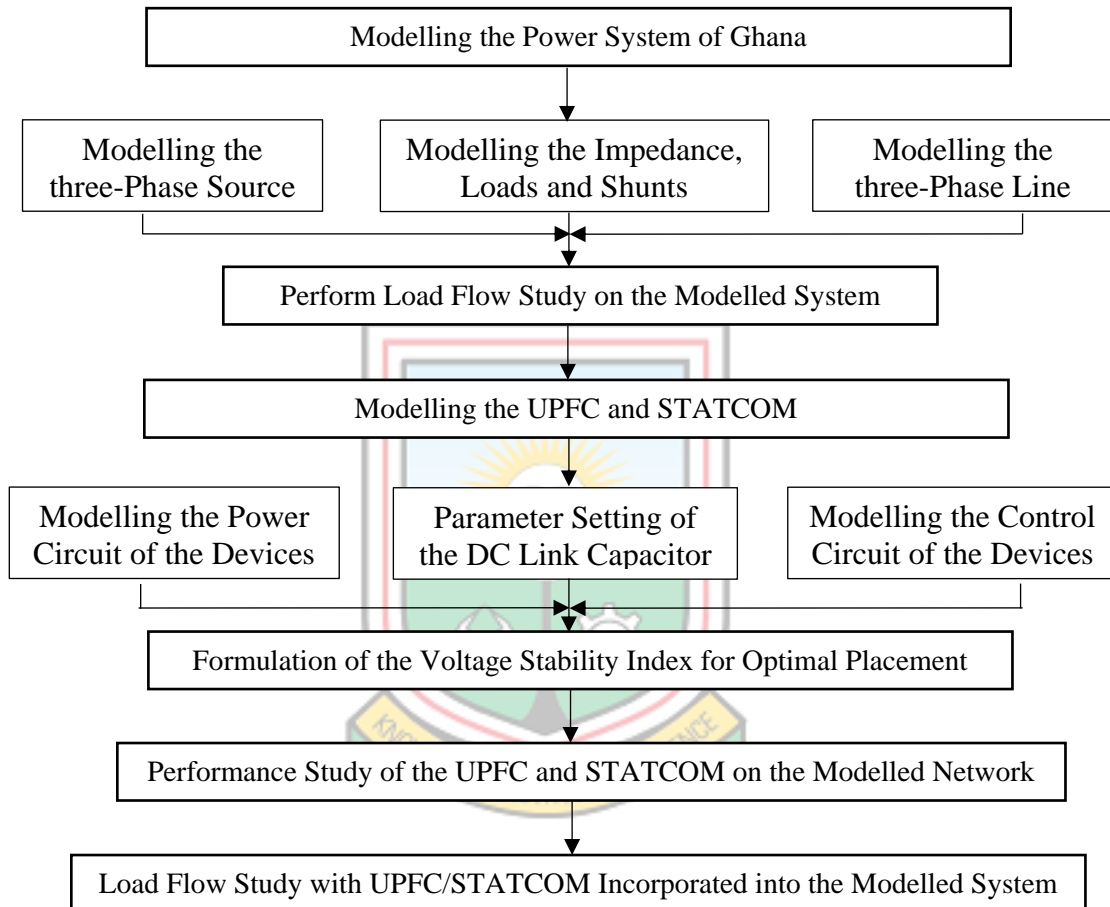 Modelling the Power System of Ghana
Modelling the
three-Phase Source
Modelling the Impedance,
Loads and Shunts
Modelling the
three-Phase Line
Perform Load Flow Study on the Modelled System
Modelling the UPFC and STATCOM
Modelling the Power
Circuit of the Devices
Parameter Setting of
the DC Link Capacitor
Modelling the Control
Circuit of the Devices
Formulation of the Voltage Stability Index for Optimal Placement
Performance Study of the UPFC and STATCOM on the Modelled Network
Load Flow Study with UPFC/STATCOM Incorporated into the Modelled System